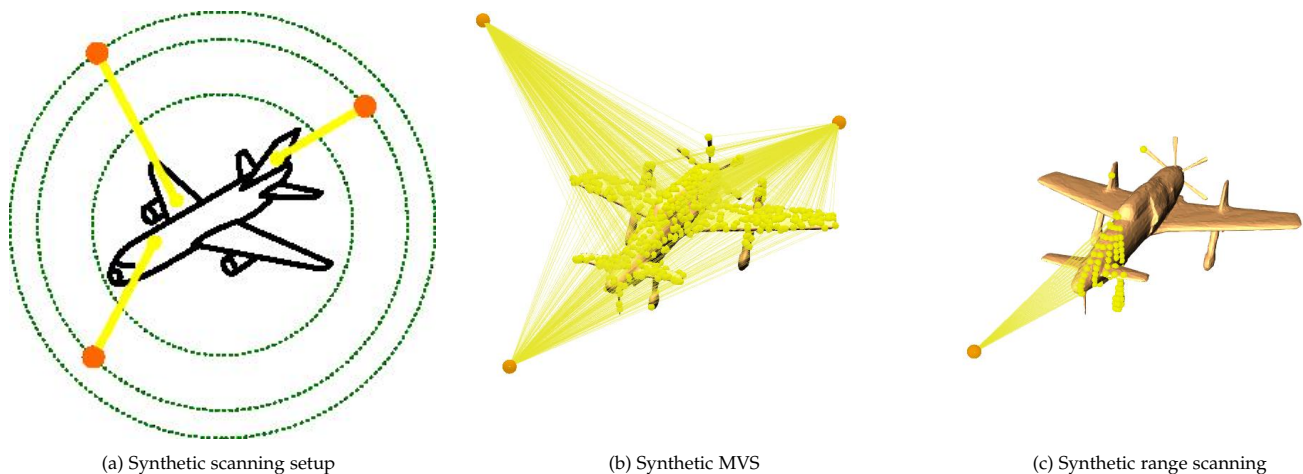 (a) Synthetic scanning setup
(b) Synthetic MVS
(c) Synthetic range scanning